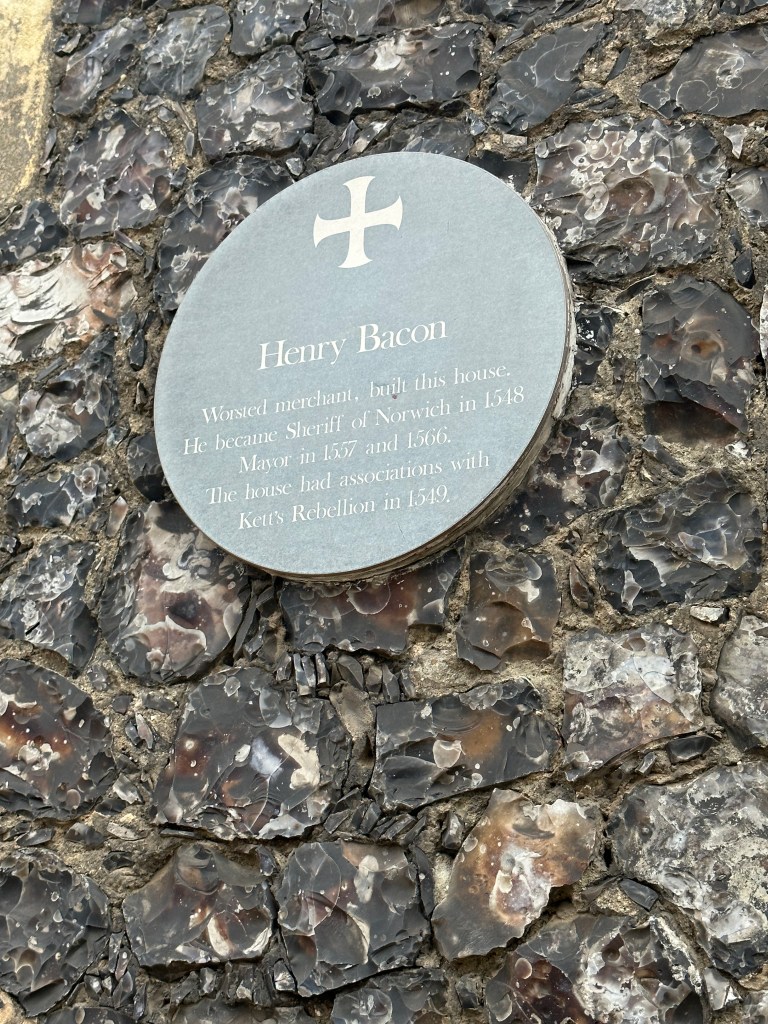 Henry Bacon
Worsted merchant, built this house.
He became Sheriff of Norwich in 1548
Mayor in 1557 and 1566.
The house had associations with
Kett's Rebellion in 1549.